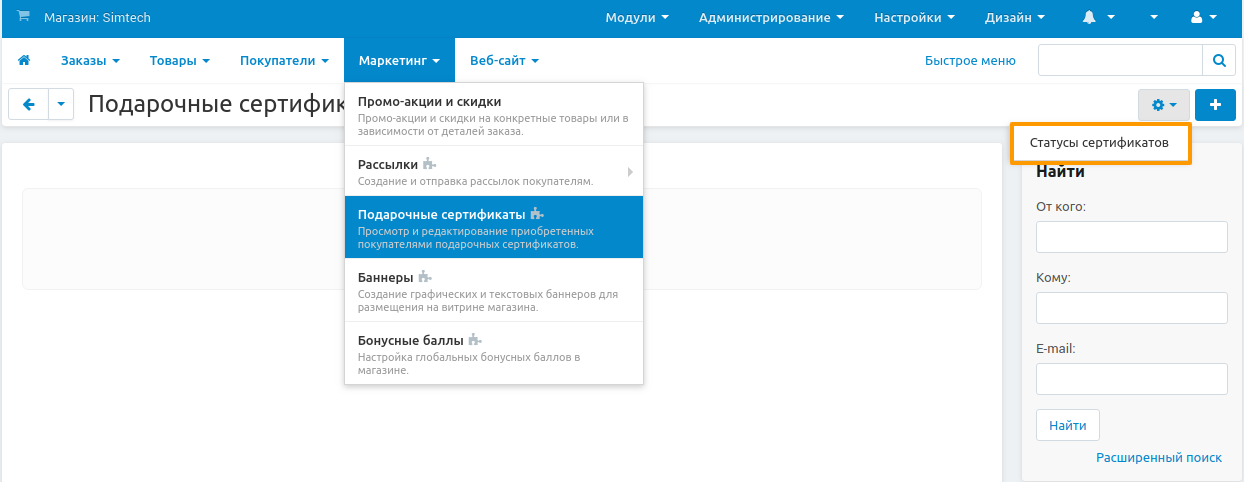 Магазин: Simtech
Модули
Администрирование
Настройки
Дизайн
Заказы
Товары
Покупатели
Маркетинг
Веб-сайт
Быстрое меню
Подарочные сертифик
Промо-акции и скидки
Промо-акции и скидки на конкретные товары или в
зависимости от деталей заказа.
Рассылки
Создание и отправка рассылок покупателям.
Подарочные сертификаты
Просмотр и редактирование приобретенных
покупателями подарочных сертификатов.
Баннеры
Создание графических и текстовых баннеров для
размещения на витрине магазина.
Бонусные баллы
Настройка глобальных бонусных баллов в
магазине.
Статусы сертификатов
Найти
От кого:
Кому:
E-mail:
Найти
Расширенный поиск